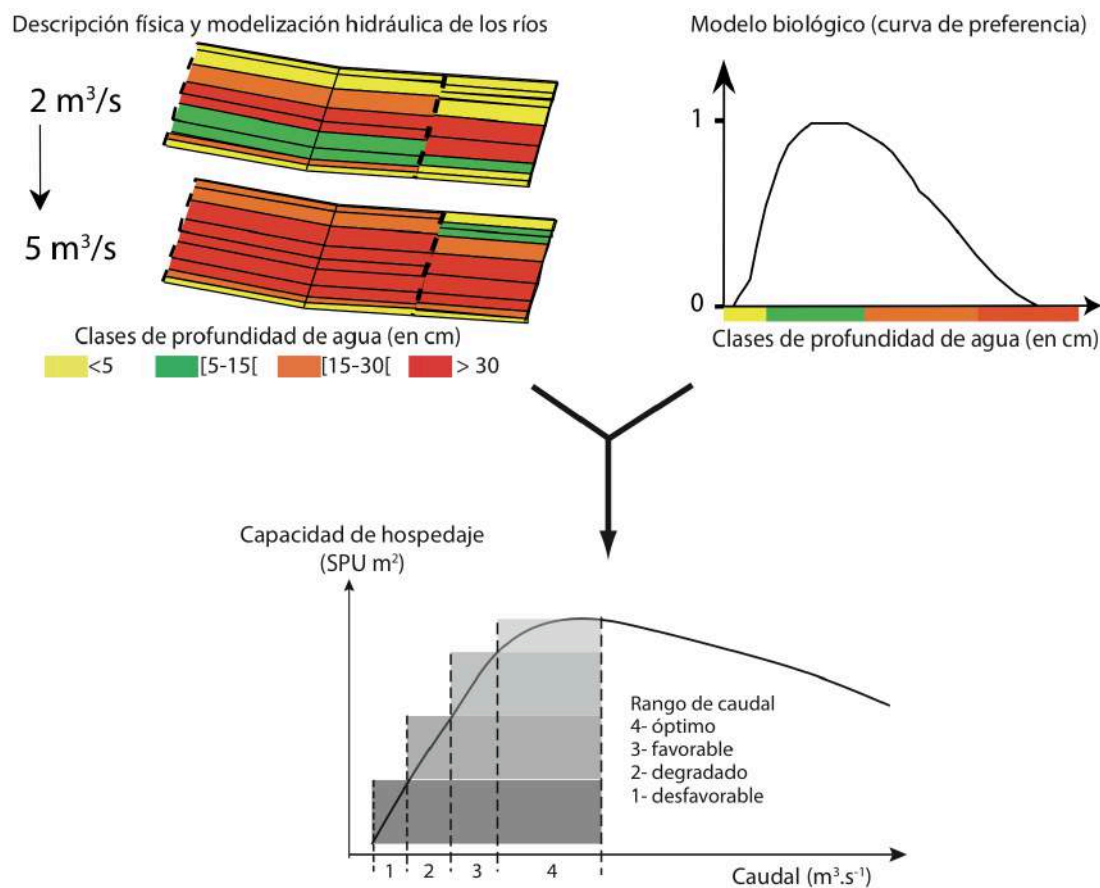 Descripción física y modelización hidráulica de los ríos
2 m³/s
5 m³/s
Clases de profundidad de agua (en cm)
<5
[5-15[
[15-30[
> 30
Modelo biológico (curva de preferencia)
1
0
Clases de profundidad de agua (en cm)
Capacidad de hospedaje
(SPU m²)
Rango de caudal
4- óptimo
3- favorable
2- degradado
1- desfavorable
1 2 3 4
Caudal (m³.s⁻¹)